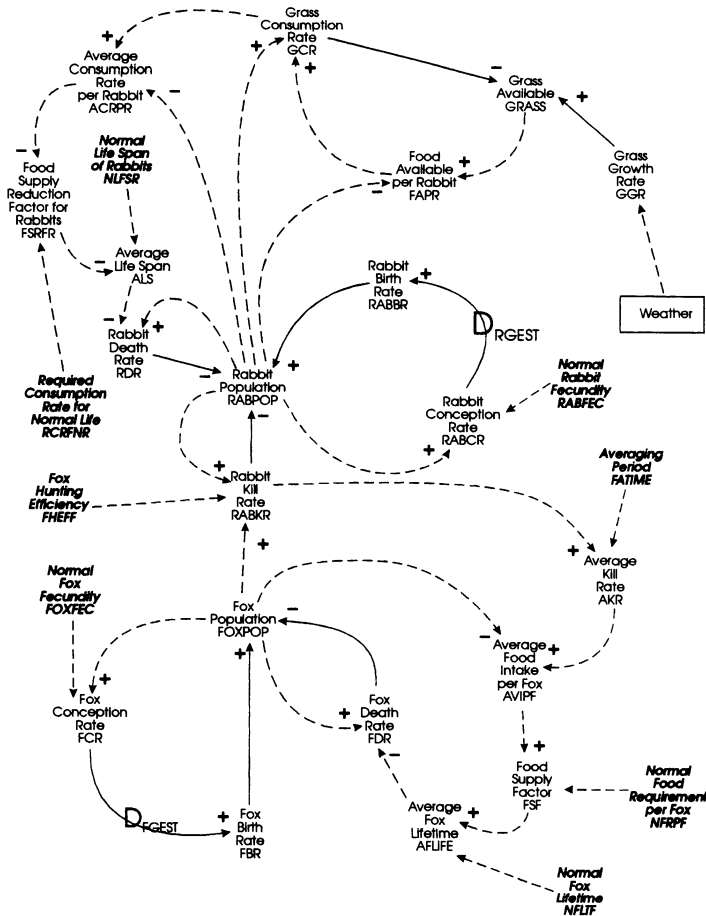 Grass
Consumption
Rate
GCR
+
Average
Consumption
Rate
per Rabbit
ACRPR
+
+
−
−
Grass
Available
GRASS
+
Normal
Life Span
of Rabbits
NLFSR
−
Food
Supply
Reduction
Factor for
Rabbits
FSRFR
Food
Available
per Rabbit
FAPR
+
−
Grass
Growth
Rate
GGR
−
Average
Life Span
ALS
Rabbit
Birth
Rate
RABBR
+
Weather
−
+
Rabbit
Death
Rate
RDR
D RGEST
−
+
Rabbit
Population
RABPOP
−
Normal
Rabbit
Fecundity
RABFEC
Required
Consumption
Rate for
Normal Life
RCRFNR
Rabbit
Conception
Rate
RABCR
+
Averaging
Period
FATIME
Fox
Hunting
Efficiency
FHEFF
+
Rabbit
Kill
Rate
RABKR
+
+
Average
Kill
Rate
AKR
Normal
Fox
Fecundity
FOXFEC
Fox
Population
FOXPOP
−
+
−
+
Average
Food
Intake
per Fox
AVIPF
+
Fox
Conception
Rate
FCR
+
Fox
Death
Rate
FDR
−
+
Food
Supply
Factor
FSF
Normal
Food
Requirement
per Fox
NFRPF
D FGEST
+
Fox
Birth
Rate
FBR
Average
Fox
Lifetime
AFLIFE
+
Normal
Fox
Lifetime
NFLTF